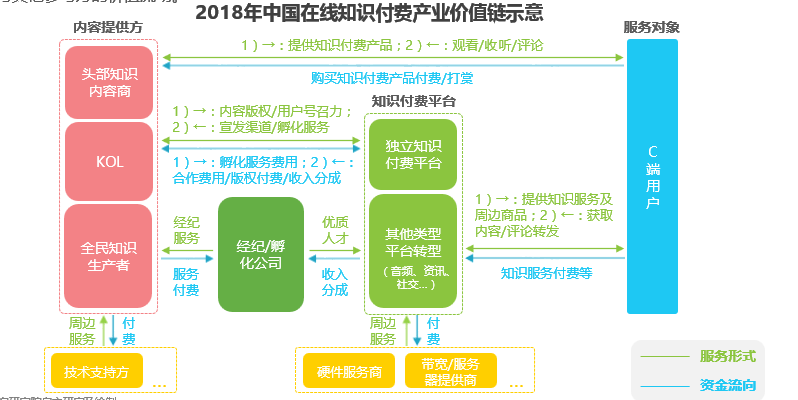 2018年中国在线知识付费产业价值链示意
内容提供方
服务对象
1）→：提供知识付费产品；2）←：观看/收听/评论
购买知识付费产品付费/打赏
头部知识
内容商
KOL
全民知识
生产者
1）→：内容版权/用户号召力；
2）←：宣发渠道/孵化服务
1）→：孵化服务费用；2）←：
合作费用/版权付费/收入分成
知识付费平台
独立知识
付费平台
其他类型
平台转型
（音频、资讯、
社交...）
C
端
用
户
1）→：提供知识服务及
周边商品；2）←：获取
内容/评论转发
知识服务付费等
经纪
服务
服务
付费
经纪/孵
化公司
优质
人才
收入
分成
周边
服务
付
费
周边
服务
付
费
技术支持方
...
硬件服务商
带宽/服务
器提供商
...
服务形式
资金流向